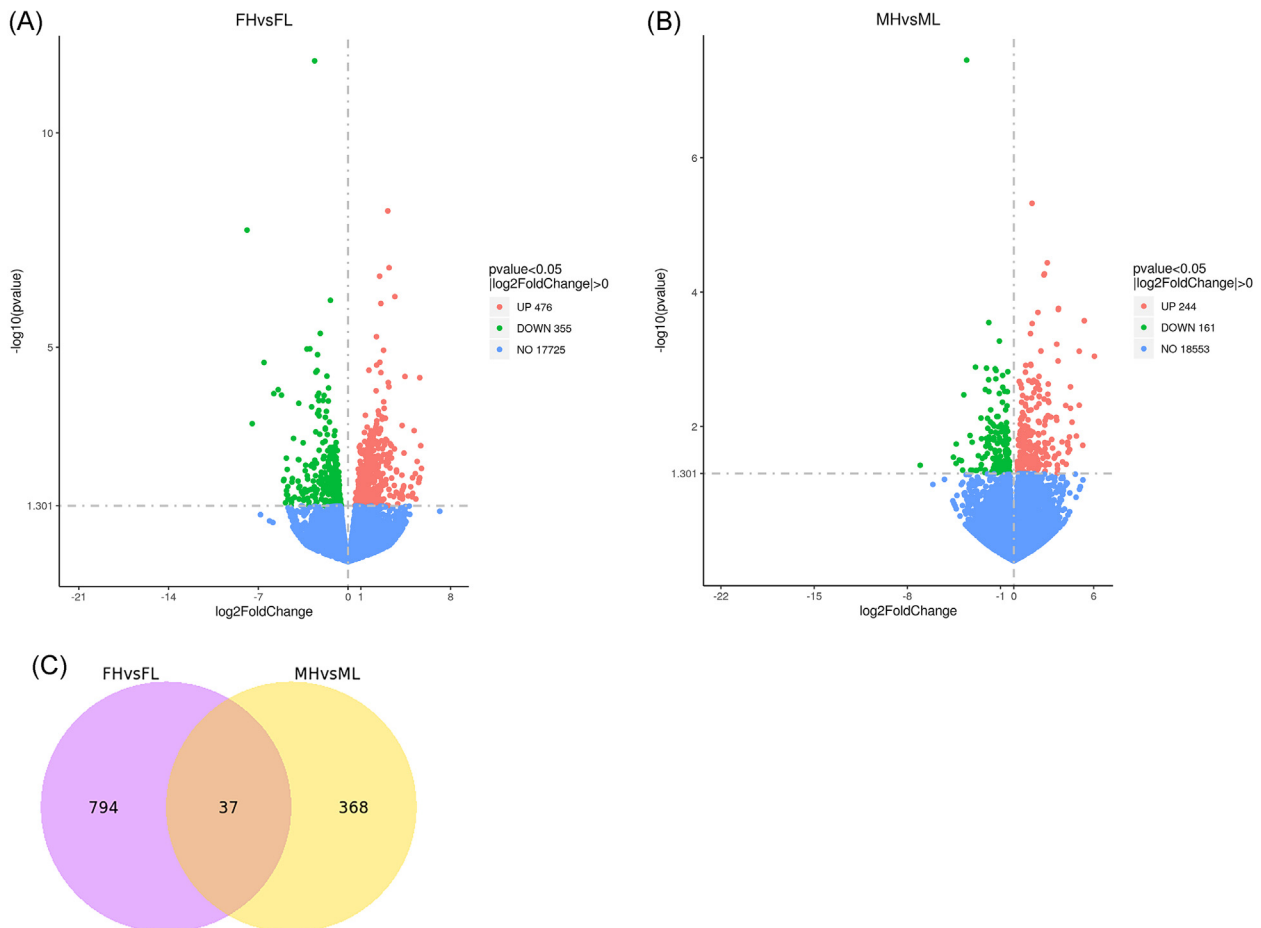 (A)
FHvsFL
10
5
1.301
-log10(pvalue)
-21
-14
-7
0
1
8
log2FoldChange
pvalue<0.05
|log2FoldChange|>0
UP 476
DOWN 355
NO 17725
(B)
MHvsML
6
4
2
1.301
-log10(pvalue)
-22
-15
-8
-1
0
6
log2FoldChange
pvalue<0.05
|log2FoldChange|>0
UP 244
DOWN 161
NO 18553
(C)
FHvsFL
MHvsML
794
37
368